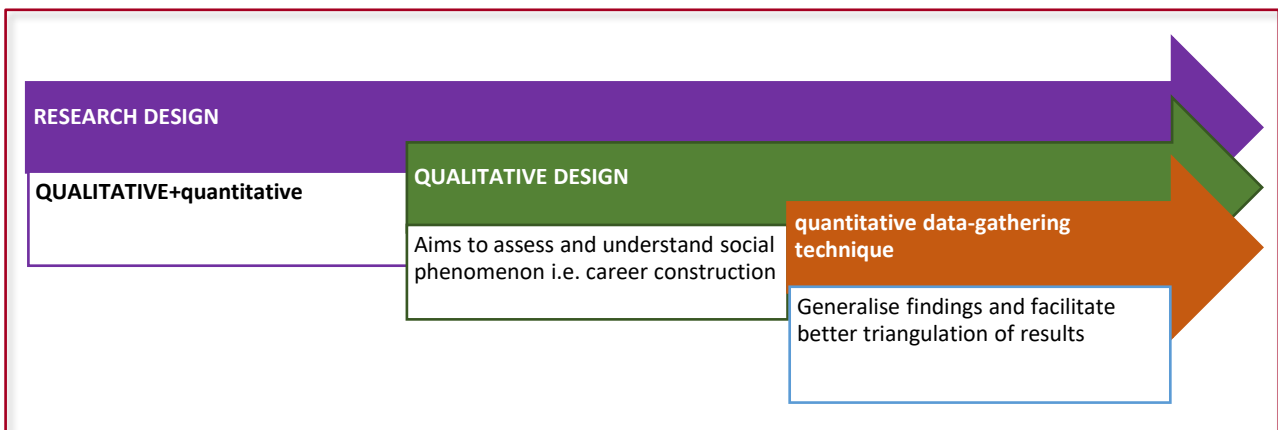 RESEARCH DESIGN
QUALITATIVE+quantitative
QUALITATIVE DESIGN
Aims to assess and understand social
phenomenon i.e. career construction
quantitative data-gathering
technique
Generalise findings and facilitate
better triangulation of results